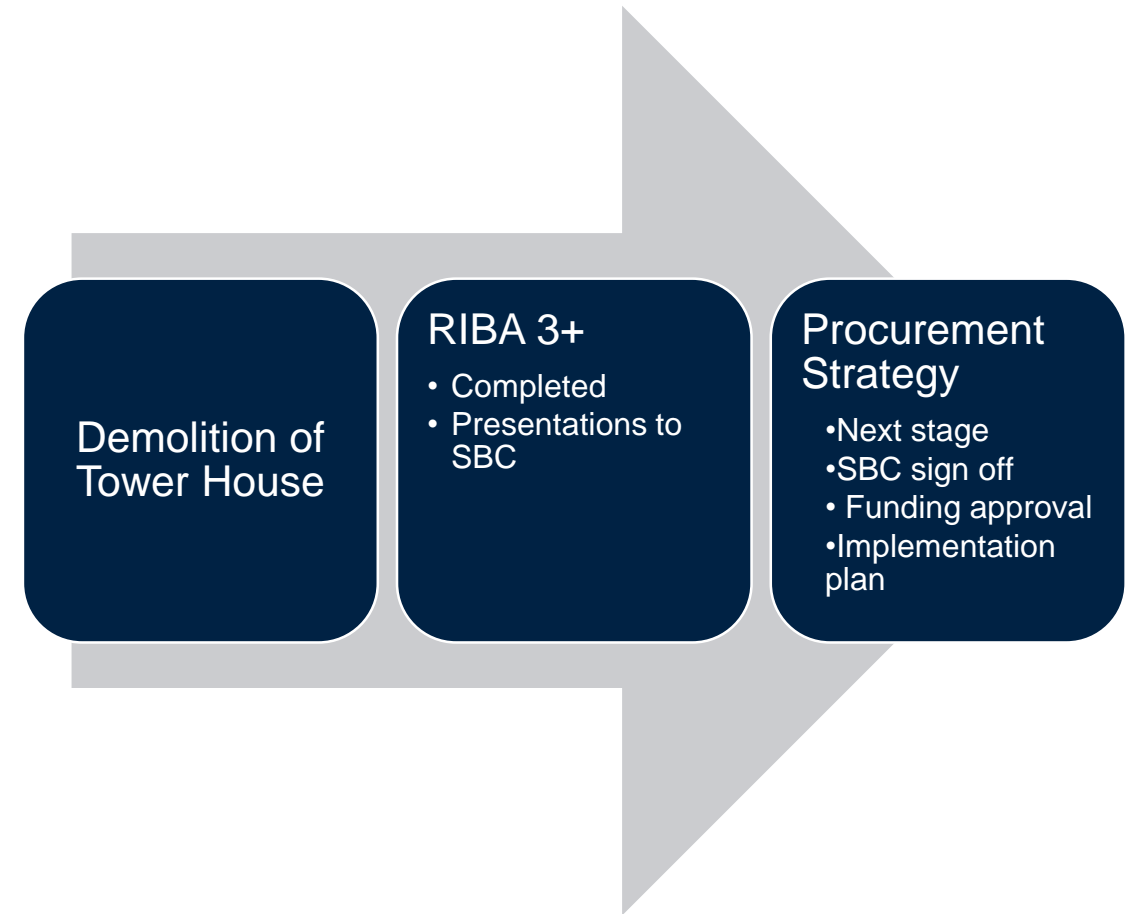 Demolition of
Tower House
RIBA 3+
• Completed
• Presentations to
SBC
Procurement
Strategy
•Next stage
•SBC sign off
• Funding approval
•Implementation
plan